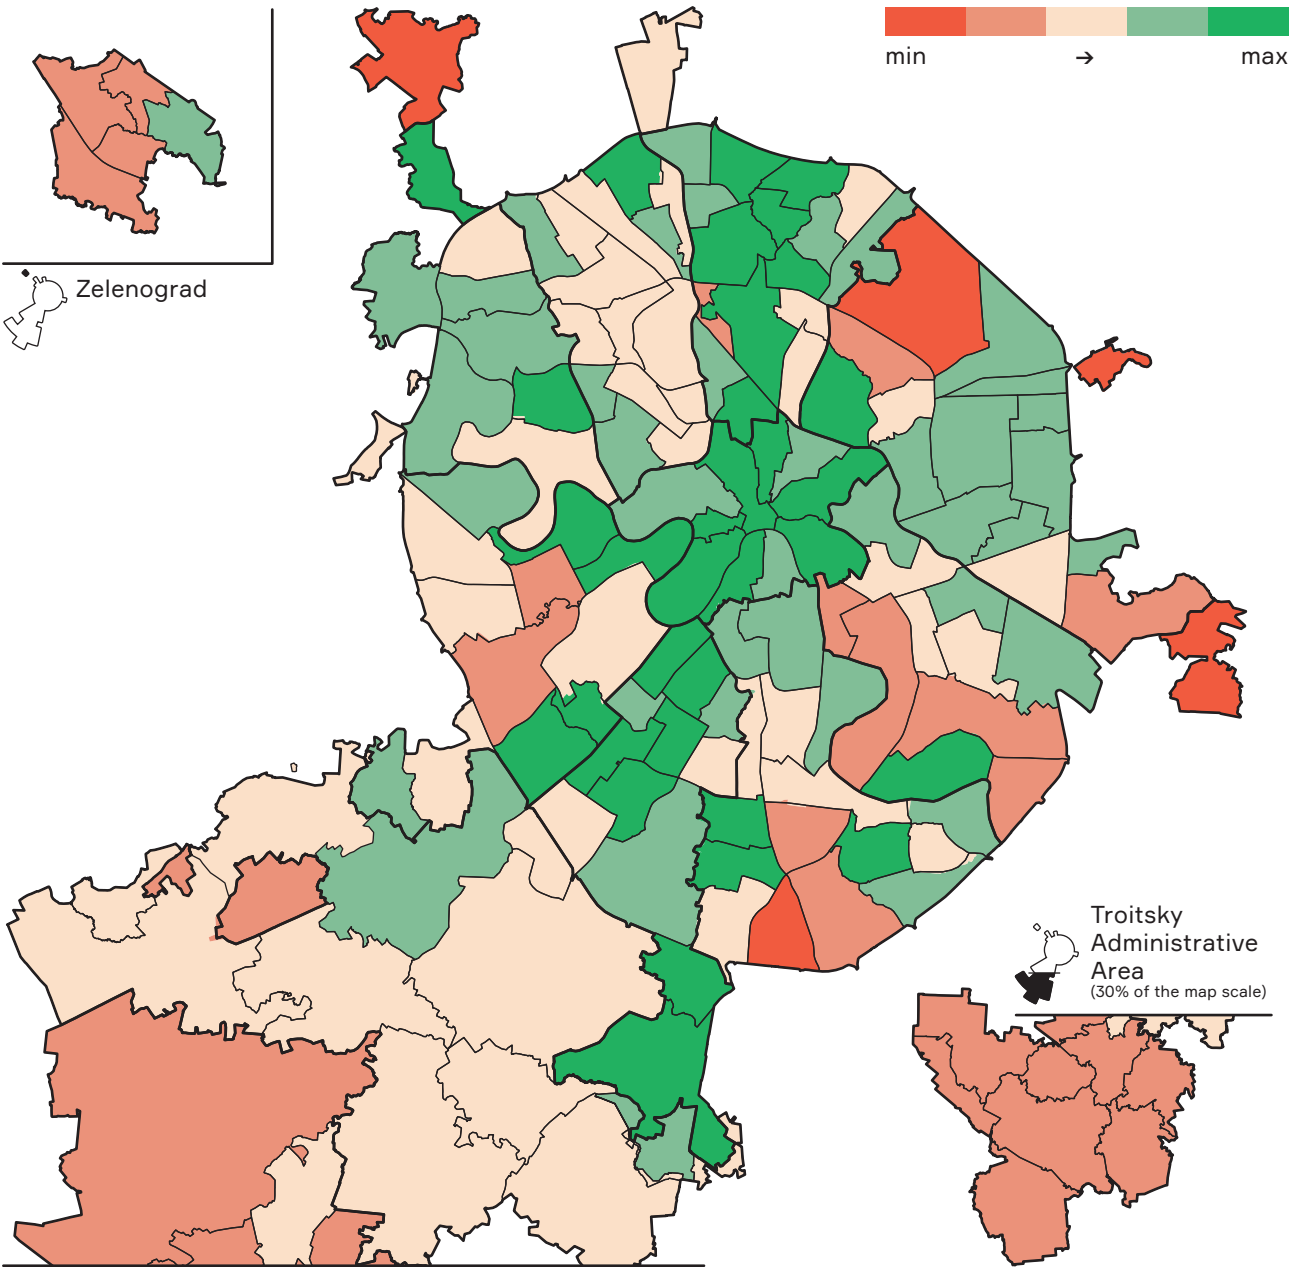 min → max
Zelenograd
Troitsky
Administrative
Area
(30% of the map scale)